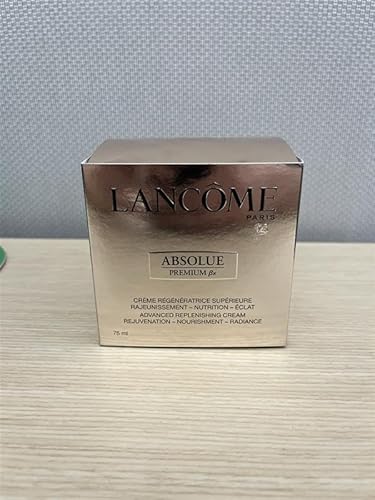 LANCÔME
PARIS
ABSOLUE
PREMIUM βx
CRÈME RÉGÉNÉRATRICE SUPÉRIEURE
RAJEUNISSEMENT – NUTRITION – ÉCLAT
ADVANCED REPLENISHING CREAM
REJUVENATION – NOURISHMENT – RADIANCE
75 ml